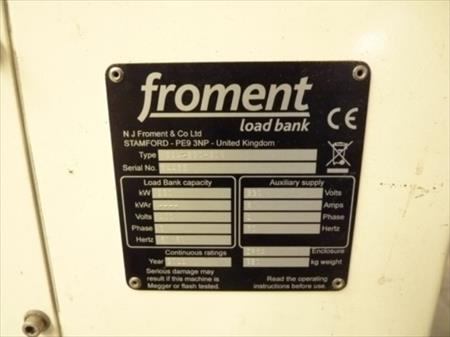 froment
load bank
CE
N J Froment & Co Ltd
STAMFORD - PE9 3NP - United Kingdom
Type
Serial No.
Load Bank capacity
Auxiliary supply
kW
Volts
kVAr
Amps
Volts
Phase
Phase
Hertz
Hertz
Continuous ratings
Enclosure
Year
kg weight
Serious damage may
result if this machine is
Megger or flash tested.
Read the operating
instructions before use.